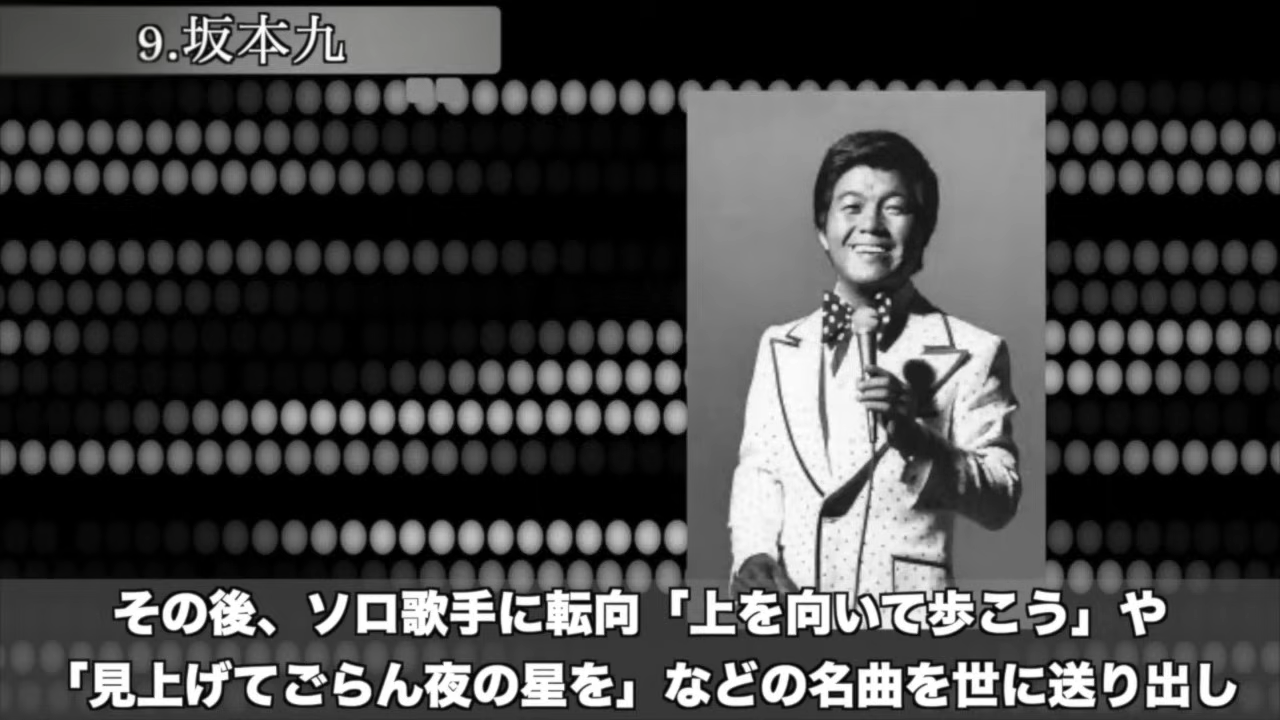 9.坂本九
その後、ソロ歌手に転向「上を向いて歩こう」や
「見上げてごらん夜の星を」などの名曲を世に送り出し